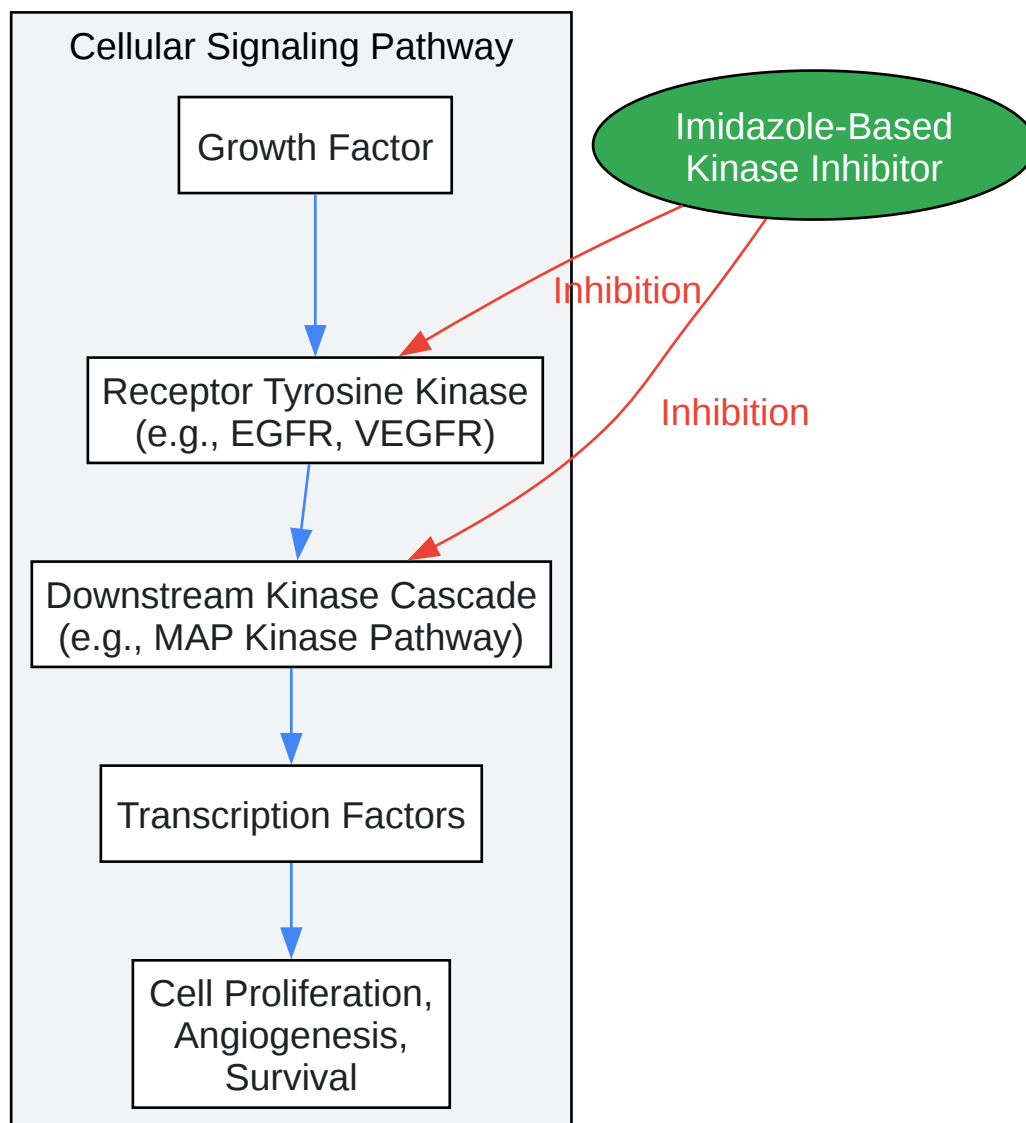 Cellular Signaling Pathway
Growth Factor
Imidazole-Based
Kinase Inhibitor
Inhibition
Receptor Tyrosine Kinase
(e.g., EGFR, VEGFR)
Inhibition
Downstream Kinase Cascade
(e.g., MAP Kinase Pathway)
Transcription Factors
Cell Proliferation,
Angiogenesis,
Survival